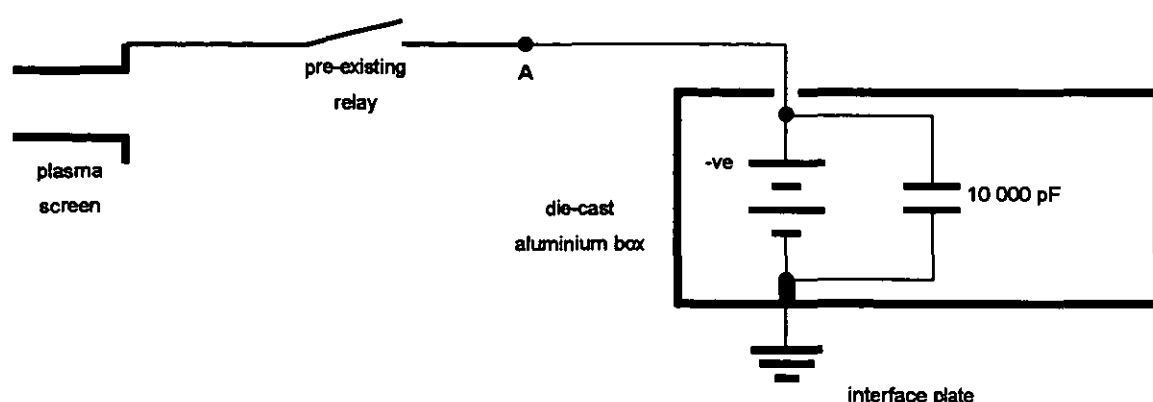 pre-existing
relay
A
plasma
screen
-ve
10 000 pF
die-cast
aluminium box
interface plate